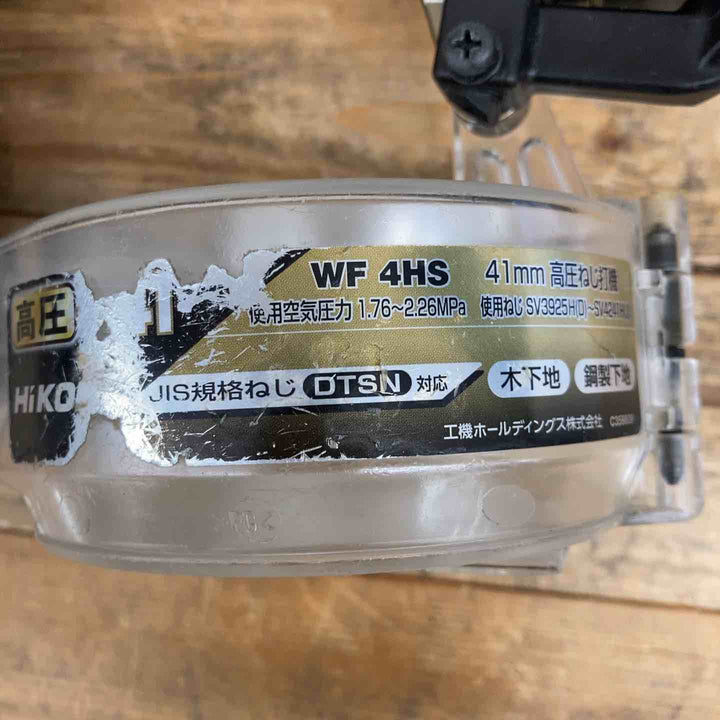 高圧
WF 4HS 41mm 高圧ねじ打機
使用空気圧力 1.76～2.26MPa 使用ねじ SV3925H(D)～SV4241H(D)
HiKO
JIS規格ねじ DTSN 対応 木下地 鋼製下地
工機ホールディングス株式会社